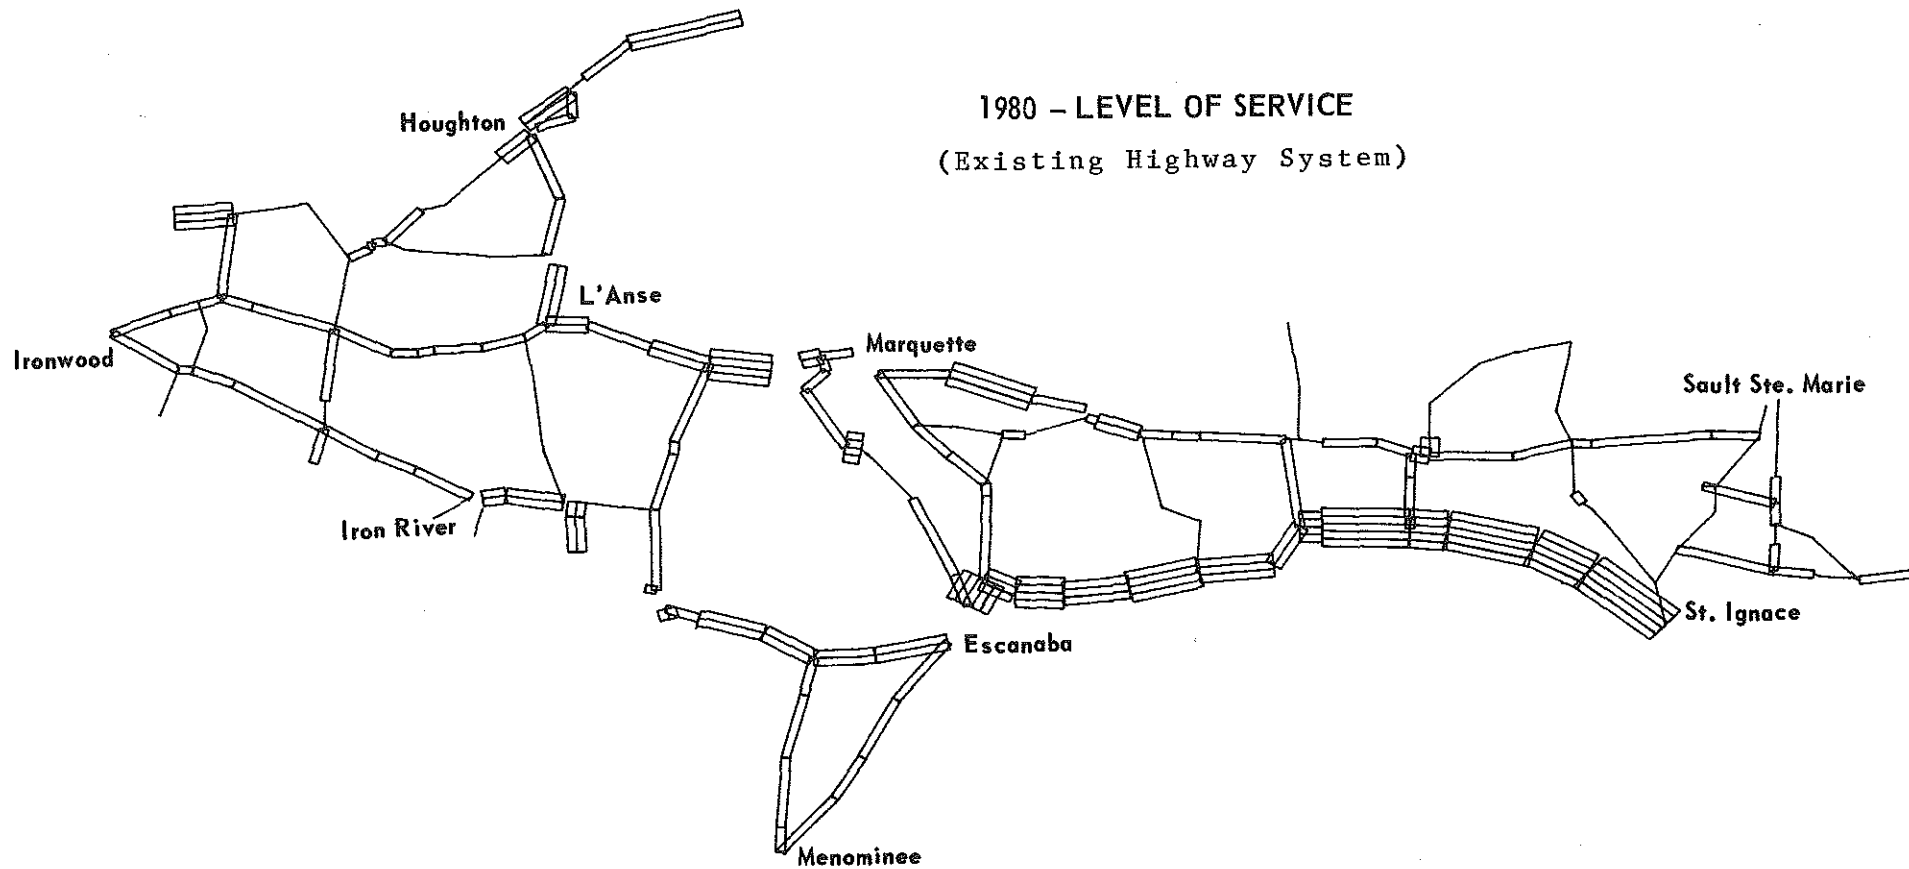 1980 – LEVEL OF SERVICE
(Existing Highway System)
Houghton
L'Anse
Ironwood
Marquette
Sault Ste. Marie
Iron River
St. Ignace
Escanaba
Menominee